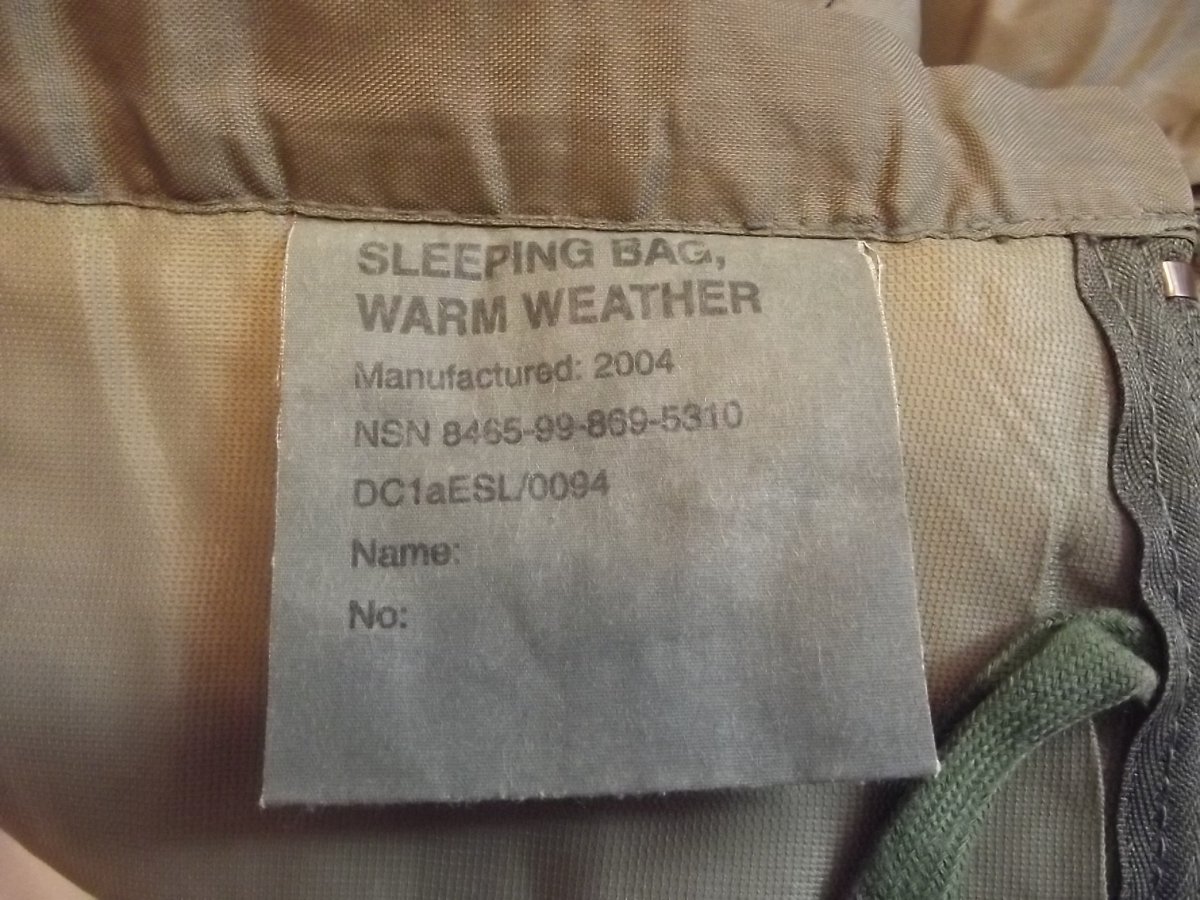 SLEEPING BAG,
WARM WEATHER
Manufactured: 2004
NSN 8465-99-869-5310
DC1aESL/0094
Name:
No: